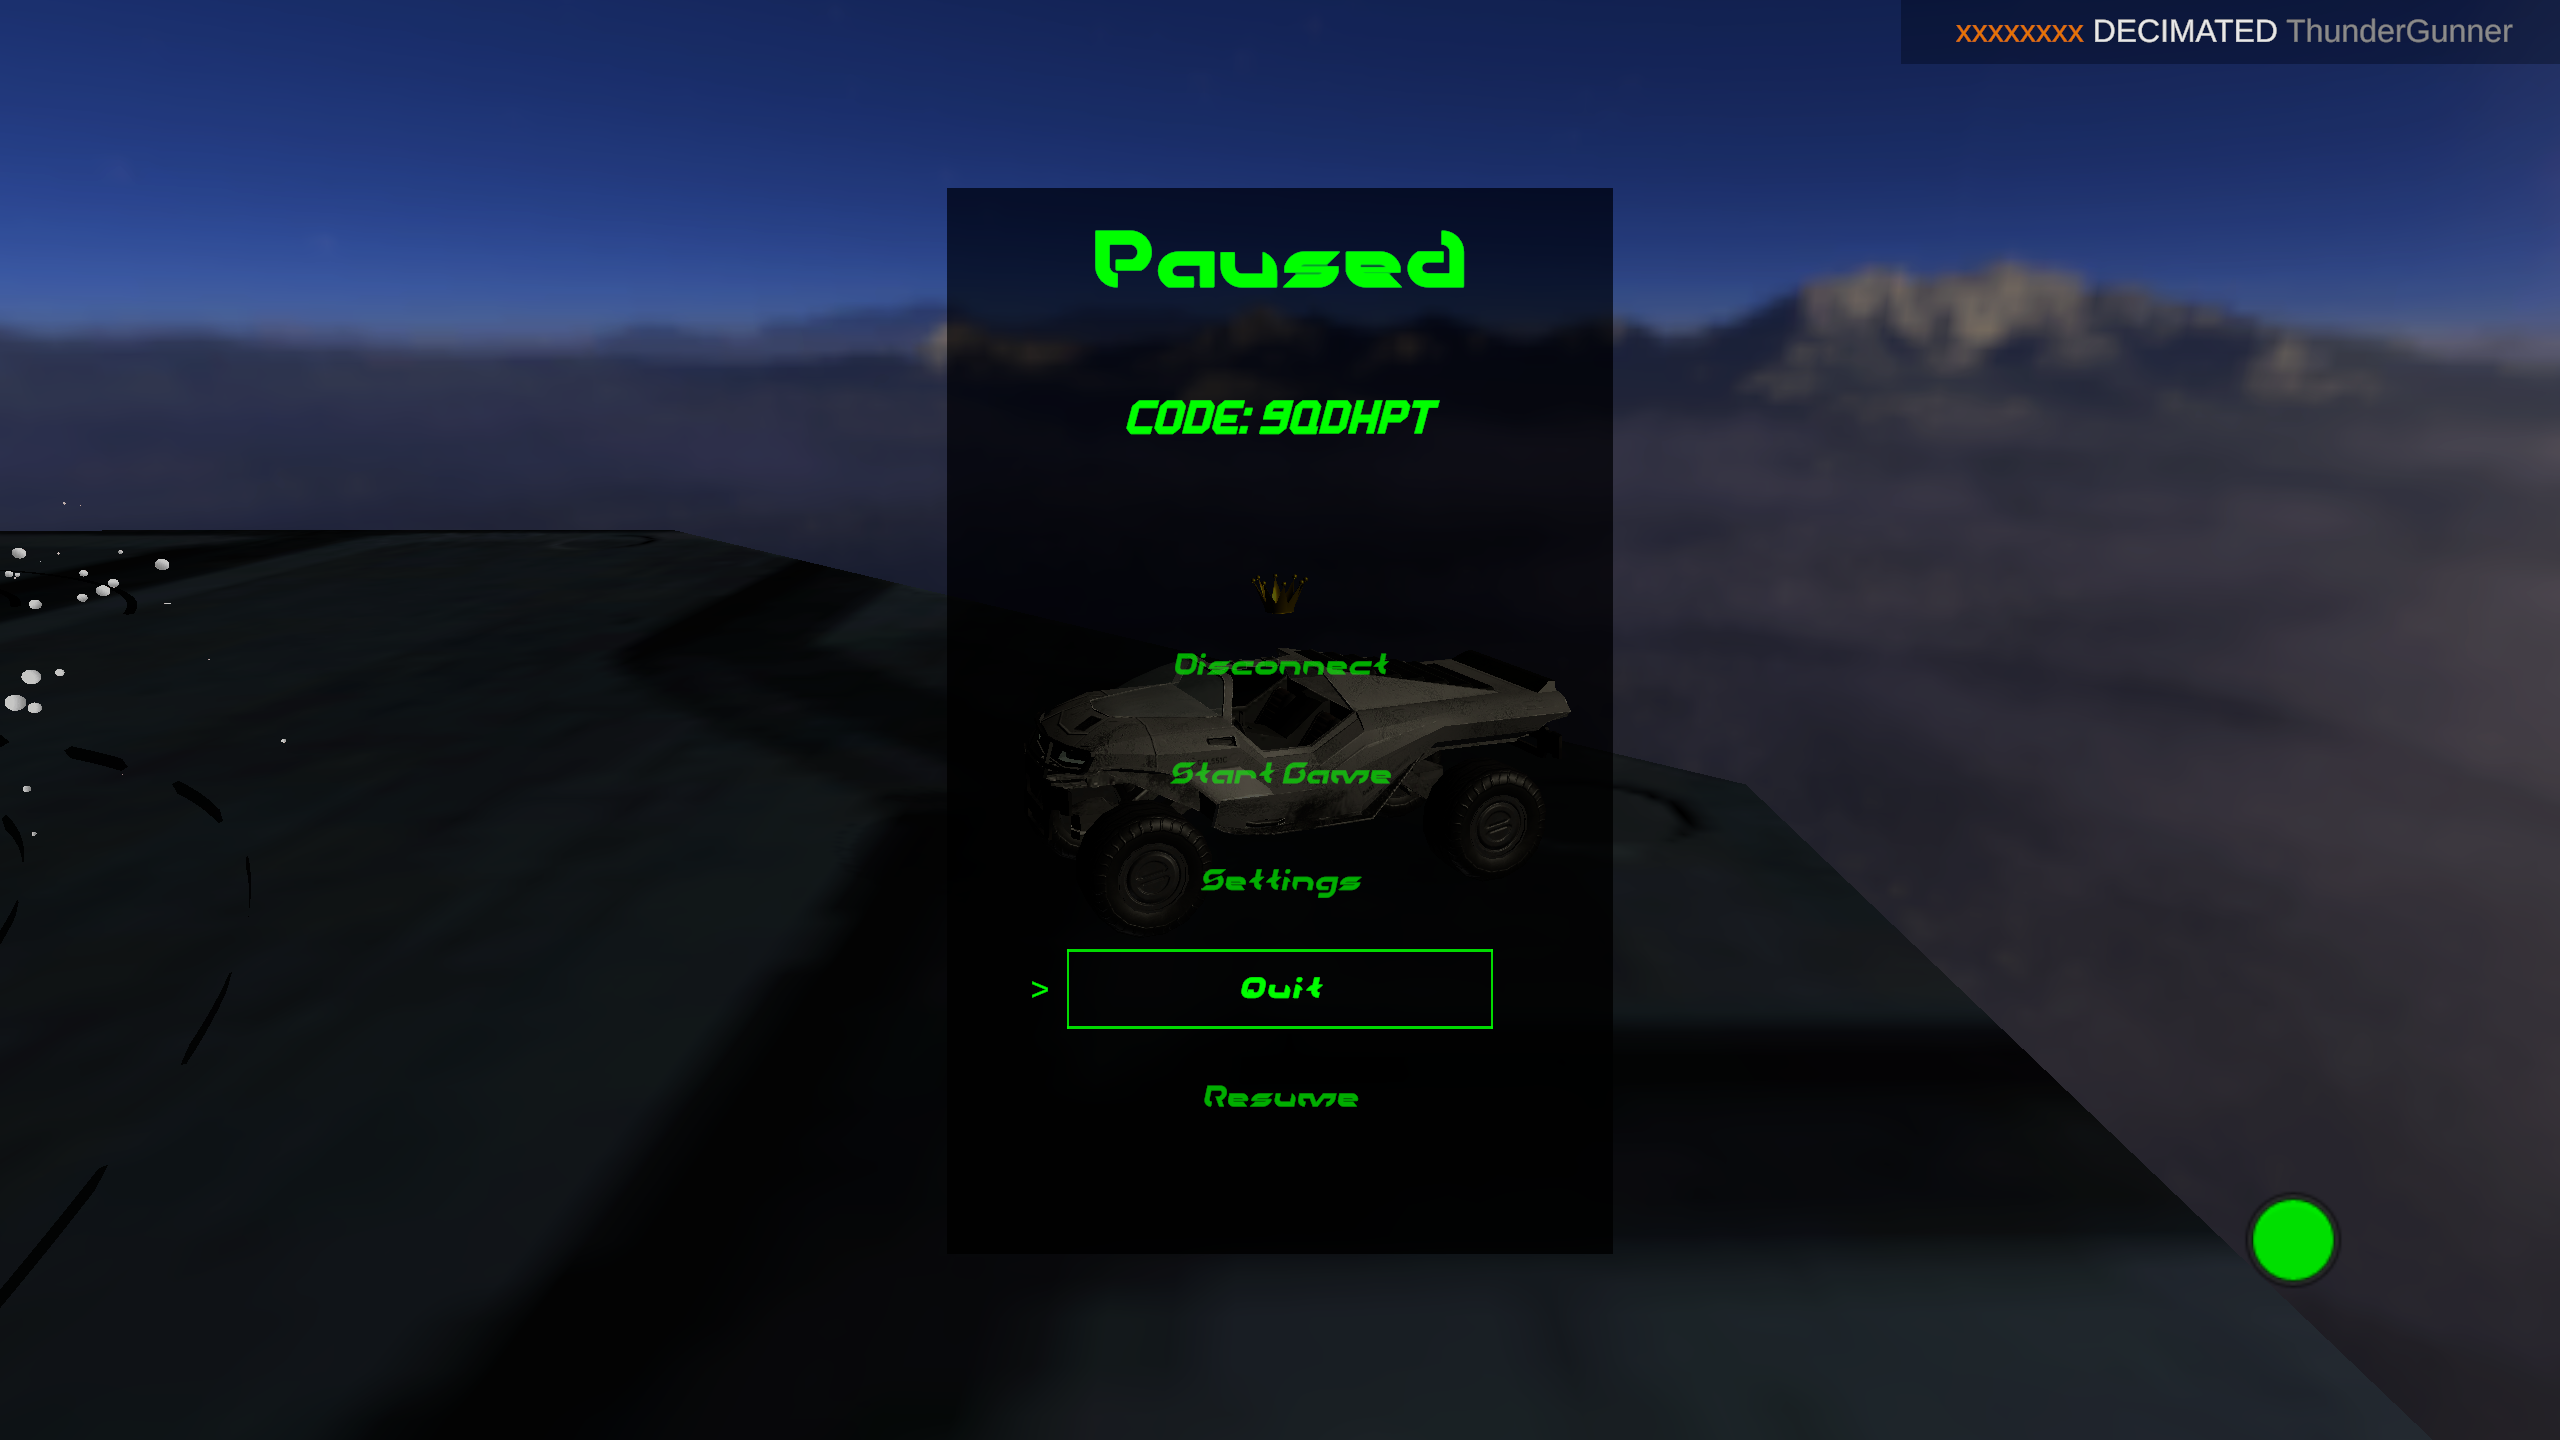 xxxxxxxx DECIMATED ThunderGunner
Paused
CODE: 9QDHPT
Disconnect
Start Game
Settings
> Quit
Resume